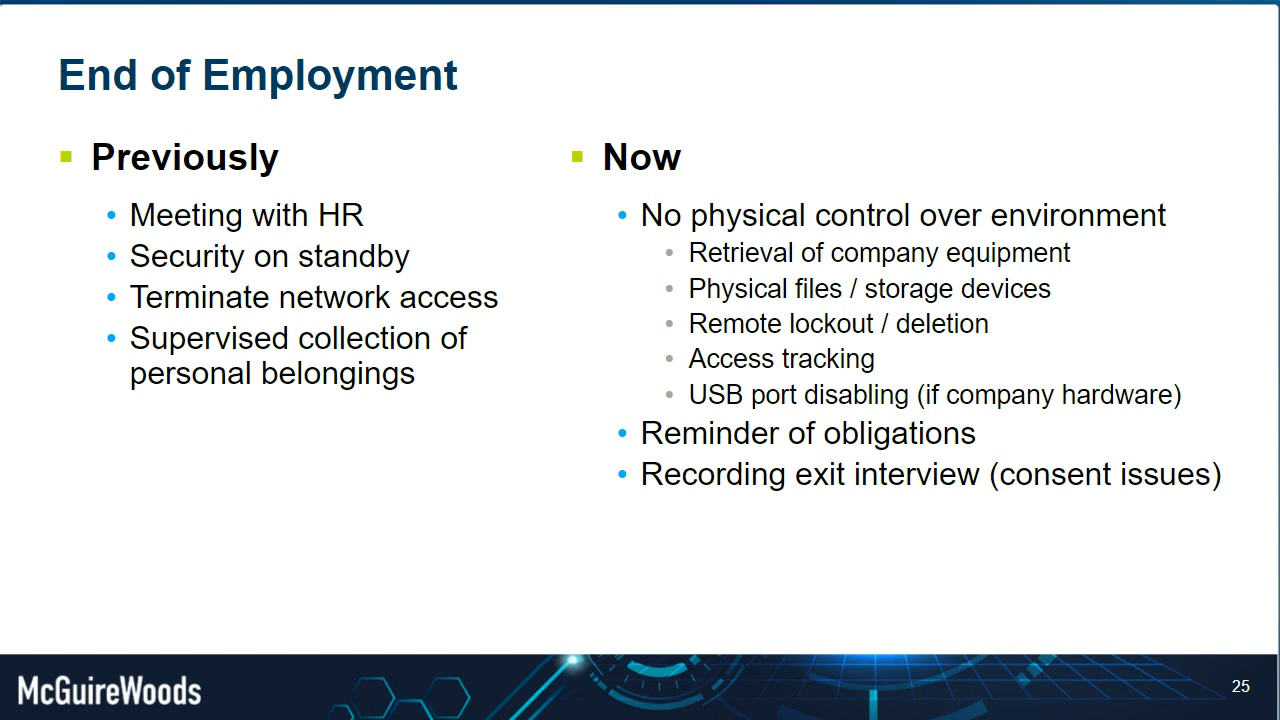 End of Employment
▪ Previously
• Meeting with HR
• Security on standby
• Terminate network access
• Supervised collection of
personal belongings
▪ Now
• No physical control over environment
• Retrieval of company equipment
• Physical files / storage devices
• Remote lockout / deletion
• Access tracking
• USB port disabling (if company hardware)
• Reminder of obligations
• Recording exit interview (consent issues)
McGuireWoods
25